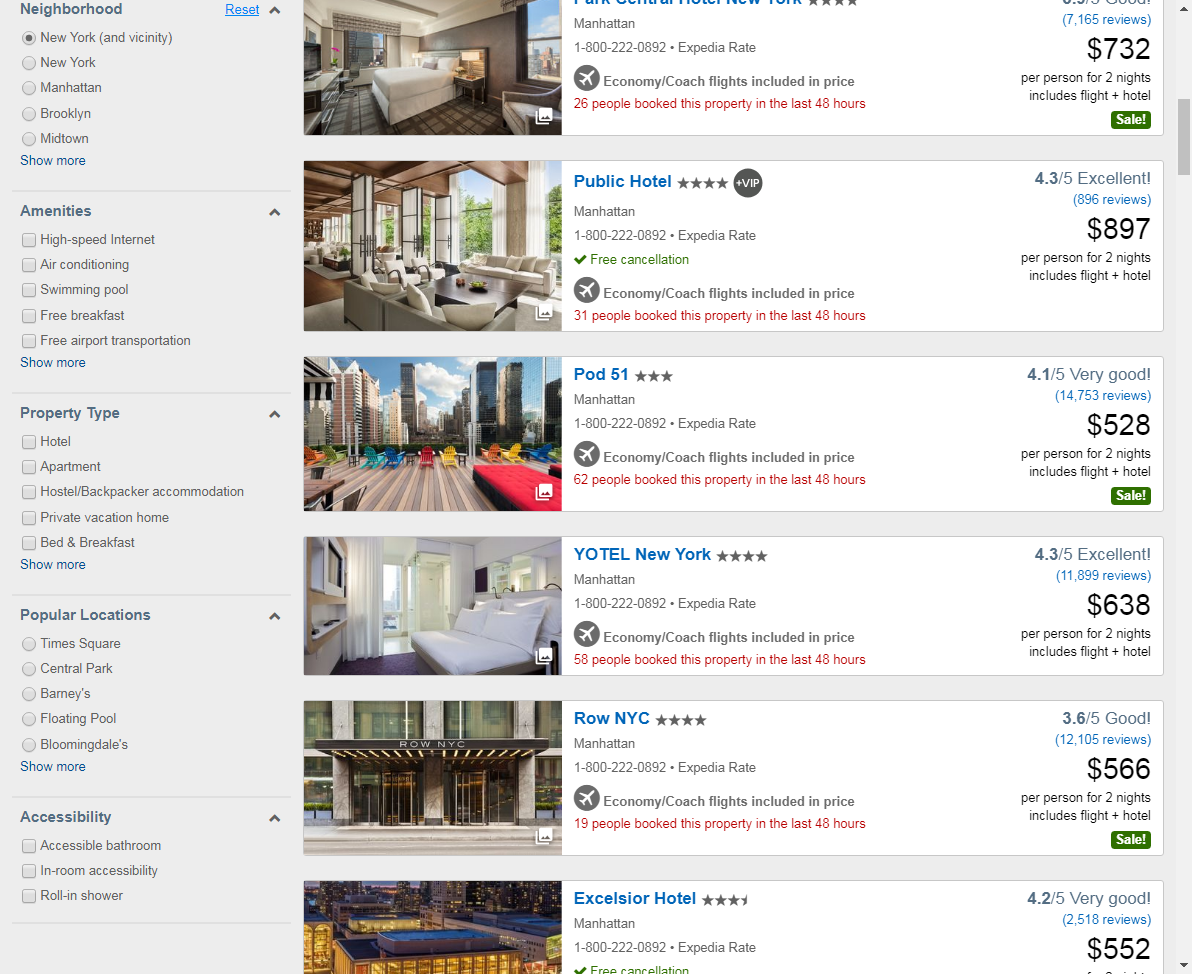 Neighborhood Reset
New York (and vicinity)
New York
Manhattan
Brooklyn
Midtown
Show more
Amenities
High-speed Internet
Air conditioning
Swimming pool
Free breakfast
Free airport transportation
Show more
Property Type
Hotel
Apartment
Hostel/Backpacker accommodation
Private vacation home
Bed & Breakfast
Show more
Popular Locations
Times Square
Central Park
Barney's
Floating Pool
Bloomingdale's
Show more
Accessibility
Accessible bathroom
In-room accessibility
Roll-in shower
Park Central Hotel New York
Manhattan
1-800-222-0892 • Expedia Rate
Economy/Coach flights included in price
26 people booked this property in the last 48 hours
/5 Good!
(7,165 reviews)
$732
per person for 2 nights
includes flight + hotel
Sale!
Public Hotel +VIP
Manhattan
1-800-222-0892 • Expedia Rate
Free cancellation
Economy/Coach flights included in price
31 people booked this property in the last 48 hours
4.3/5 Excellent!
(896 reviews)
$897
per person for 2 nights
includes flight + hotel
Pod 51
Manhattan
1-800-222-0892 • Expedia Rate
Economy/Coach flights included in price
62 people booked this property in the last 48 hours
4.1/5 Very good!
(14,753 reviews)
$528
per person for 2 nights
includes flight + hotel
Sale!
YOTEL New York
Manhattan
1-800-222-0892 • Expedia Rate
Economy/Coach flights included in price
58 people booked this property in the last 48 hours
4.3/5 Excellent!
(11,899 reviews)
$638
per person for 2 nights
includes flight + hotel
ROW NYC
Row NYC
Manhattan
1-800-222-0892 • Expedia Rate
Economy/Coach flights included in price
19 people booked this property in the last 48 hours
3.6/5 Good!
(12,105 reviews)
$566
per person for 2 nights
includes flight + hotel
Sale!
Excelsior Hotel
Manhattan
1-800-222-0892 • Expedia Rate
Free cancellation
4.2/5 Very good!
(2,518 reviews)
$552